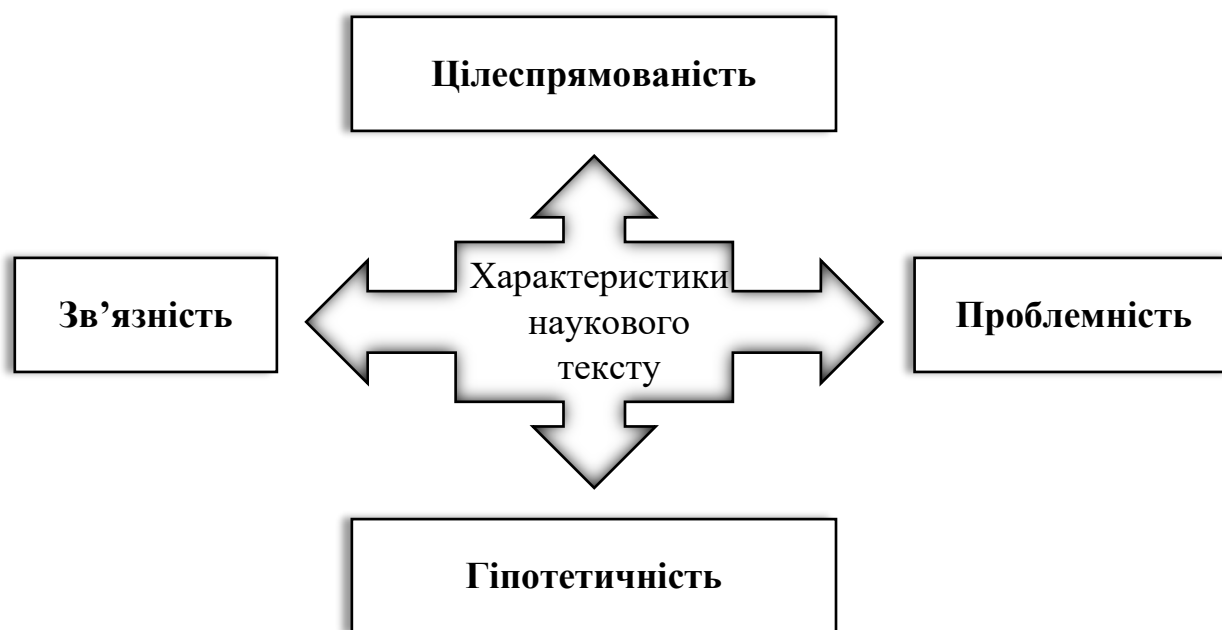 Цілеспрямованість
Зв’язність
Характеристики
наукового
тексту
Проблемність
Гіпотетичність